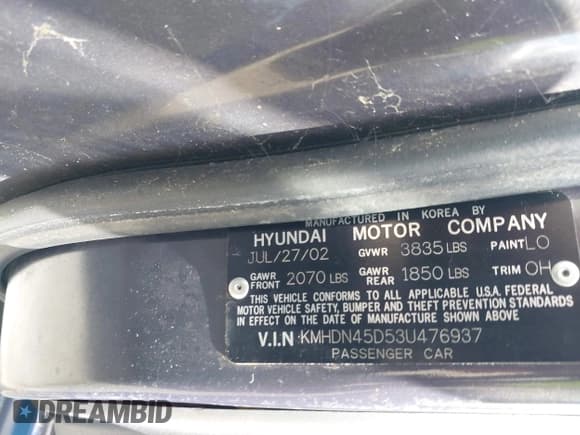 MANUFACTURED IN KOREA BY
HYUNDAI MOTOR COMPANY
JUL/27/02 GVWR 3835 LBS PAINT LO
GAWR FRONT 2070 LBS GAWR REAR 1850 LBS TRIM OH
THIS VEHICLE CONFORMS TO ALL APPLICABLE U.S.A. FEDERAL
MOTOR VEHICLE SAFETY, BUMPER AND THEFT PREVENTION STANDARDS
IN EFFECT ON THE DATE OF MANUFACTURE SHOWN ABOVE
V.I.N KMHDN45D53U476937
PASSENGER CAR
DREAMBID